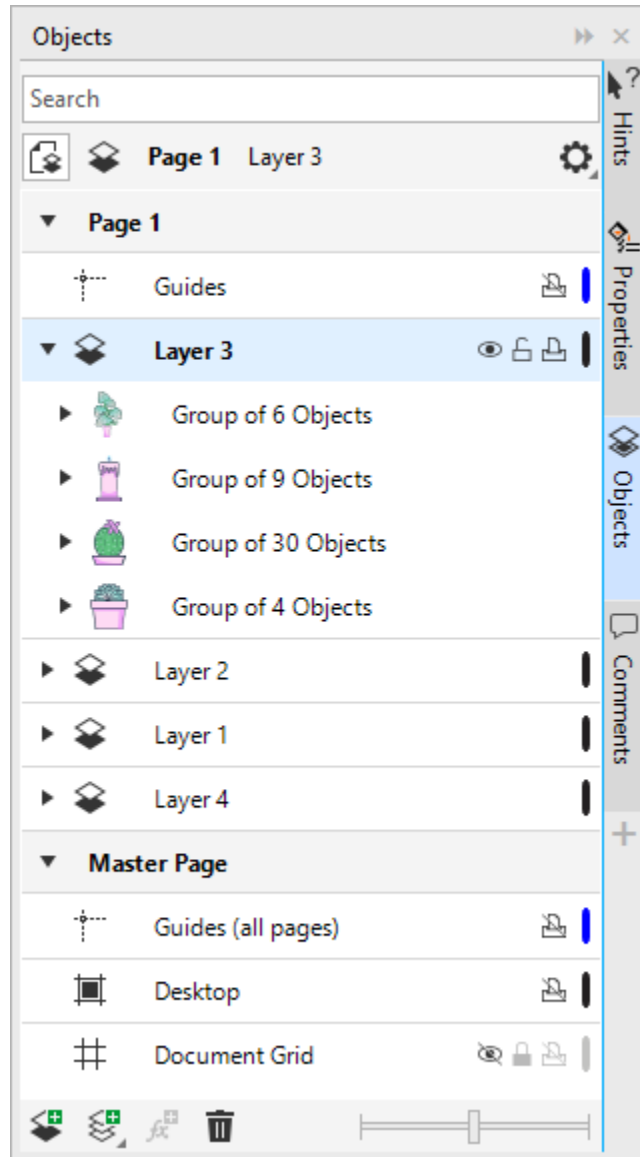 Objects
Search
Page 1 Layer 3
Page 1
Guides
Layer 3
Group of 6 Objects
Group of 9 Objects
Group of 30 Objects
Group of 4 Objects
Layer 2
Layer 1
Layer 4
Master Page
Guides (all pages)
Desktop
Document Grid
Hints
Properties
Objects
Comments